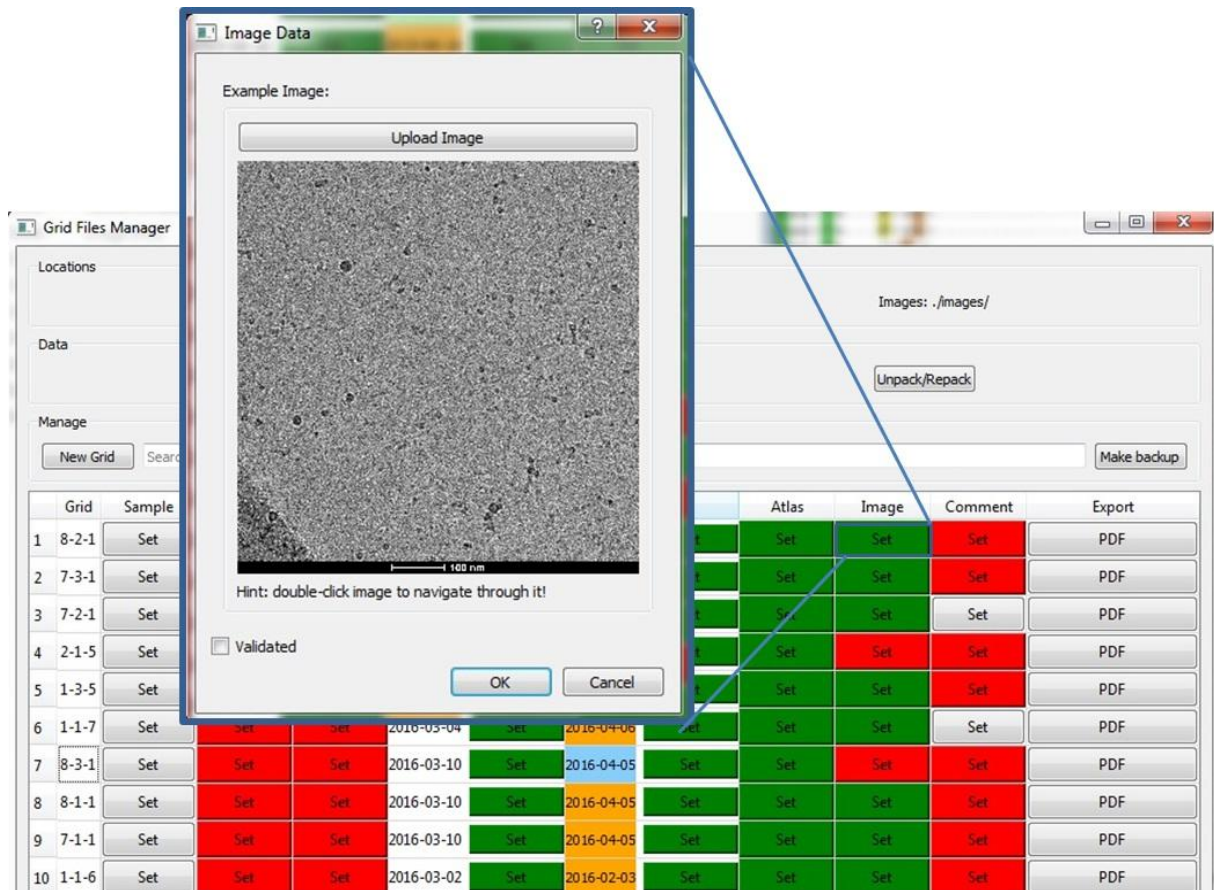 Image Data
Example Image:
Upload Image
100 nm
Hint: double-click image to navigate through it!
Validated
OK Cancel
Grid Files Manager
Locations
Images: ./images/
Data
Unpack/Repack
Manage
New Grid Searc Make backup
Grid Sample Atlas Image Comment Export
1 8-2-1 Set Set Set Set PDF
2 7-3-1 Set Set Set Set PDF
3 7-2-1 Set Set Set Set PDF
4 2-1-5 Set Set Set Set PDF
5 1-3-5 Set Set Set Set PDF
6 1-1-7 Set Set Set 2016-03-04 Set 2016-04-06 Set Set Set Set PDF
7 8-3-1 Set Set Set 2016-03-10 Set 2016-04-05 Set Set Set Set PDF
8 8-1-1 Set Set Set 2016-03-10 Set 2016-04-05 Set Set Set Set PDF
9 7-1-1 Set Set Set 2016-03-10 Set 2016-04-05 Set Set Set Set PDF
10 1-1-6 Set Set Set 2016-03-02 Set 2016-02-03 Set Set Set Set PDF